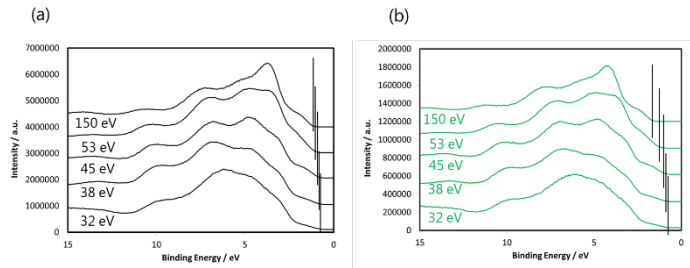 (a)
7000000
6000000
5000000
4000000
3000000
2000000
1000000
0
Intensity / a.u.
150 eV
53 eV
45 eV
38 eV
32 eV
15
10
5
0
Binding Energy / eV
(b)
2000000
1800000
1600000
1400000
1200000
1000000
800000
600000
400000
200000
0
Intensity / a.u.
150 eV
53 eV
45 eV
38 eV
32 eV
15
10
5
0
Binding Energy / eV